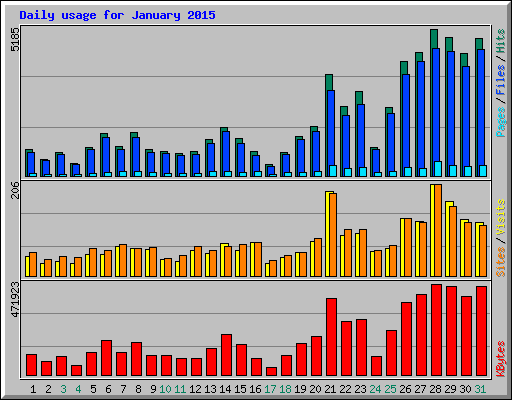 Daily usage for January 2015
5185
Pages / Files / Hits
206
Sites / Visits
471923
KBytes
1 2 3 4 5 6 7 8 9 10 11 12 13 14 15 16 17 18 19 20 21 22 23 24 25 26 27 28 29 30 31